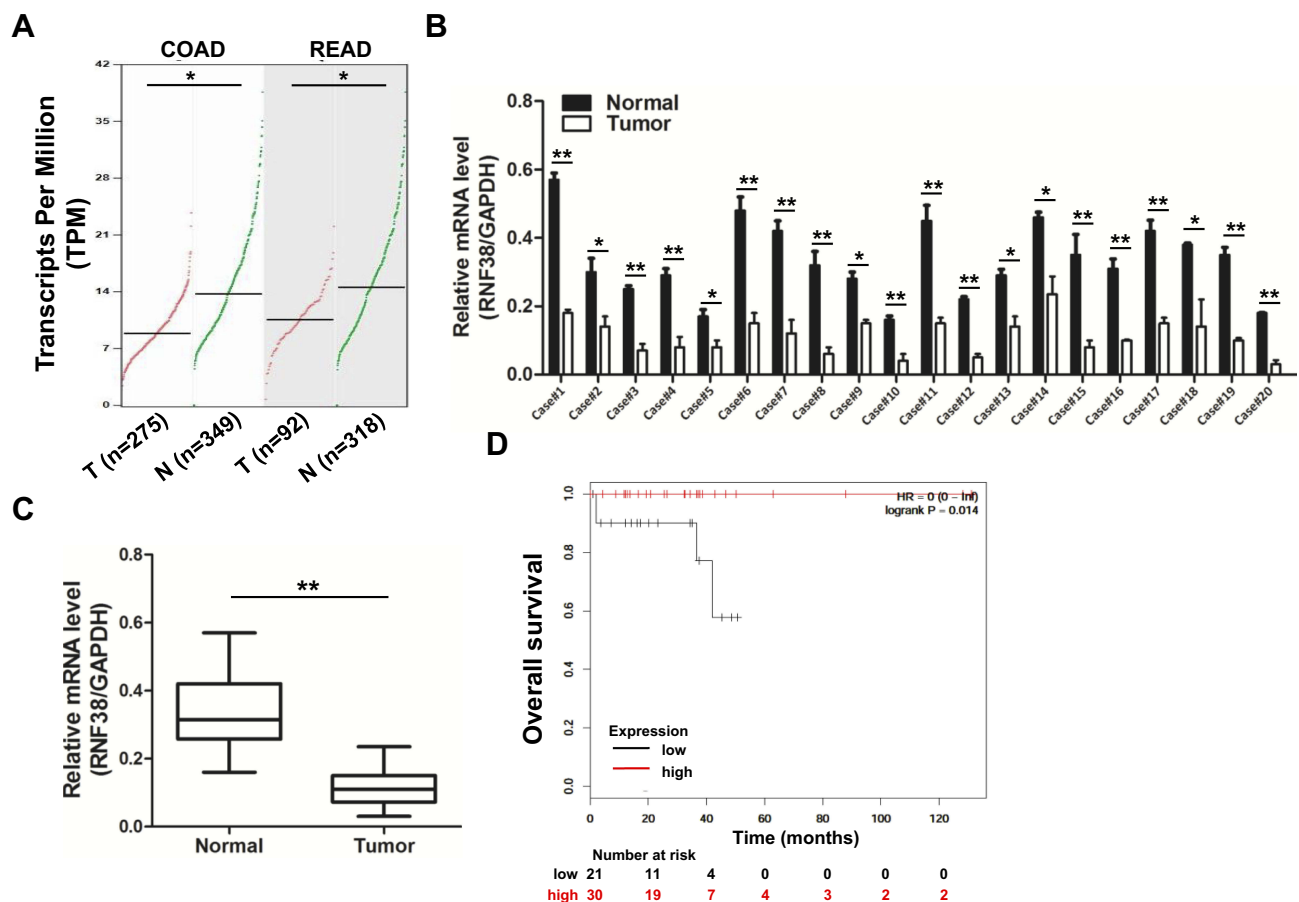 A
COAD
READ
*
*
Transcripts Per Million
(TPM)
42
35
28
21
14
7
0
T (n=275)
N (n=349)
T (n=92)
N (n=318)
B
Relative mRNA level
(RNF38/GAPDH)
0.8
0.6
0.4
0.2
0.0
Normal
Tumor
** * ** ** * ** ** ** * ** ** ** * * ** ** ** * ** **
Case#1 Case#2 Case#3 Case#4 Case#5 Case#6 Case#7 Case#8 Case#9 Case#10 Case#11 Case#12 Case#13 Case#14 Case#15 Case#16 Case#17 Case#18 Case#19 Case#20
C
Relative mRNA level
(RNF38/GAPDH)
0.8
0.6
0.4
0.2
0.0
**
Normal
Tumor
D
Overall survival
1.0
0.8
0.6
0.4
0.2
0.0
HR = 0 (0 − Inf)
logrank P = 0.014
Expression
low
high
0 20 40 60 80 100 120
Time (months)
Number at risk
low 21 11 4 0 0 0 0
high 30 19 7 4 3 2 2